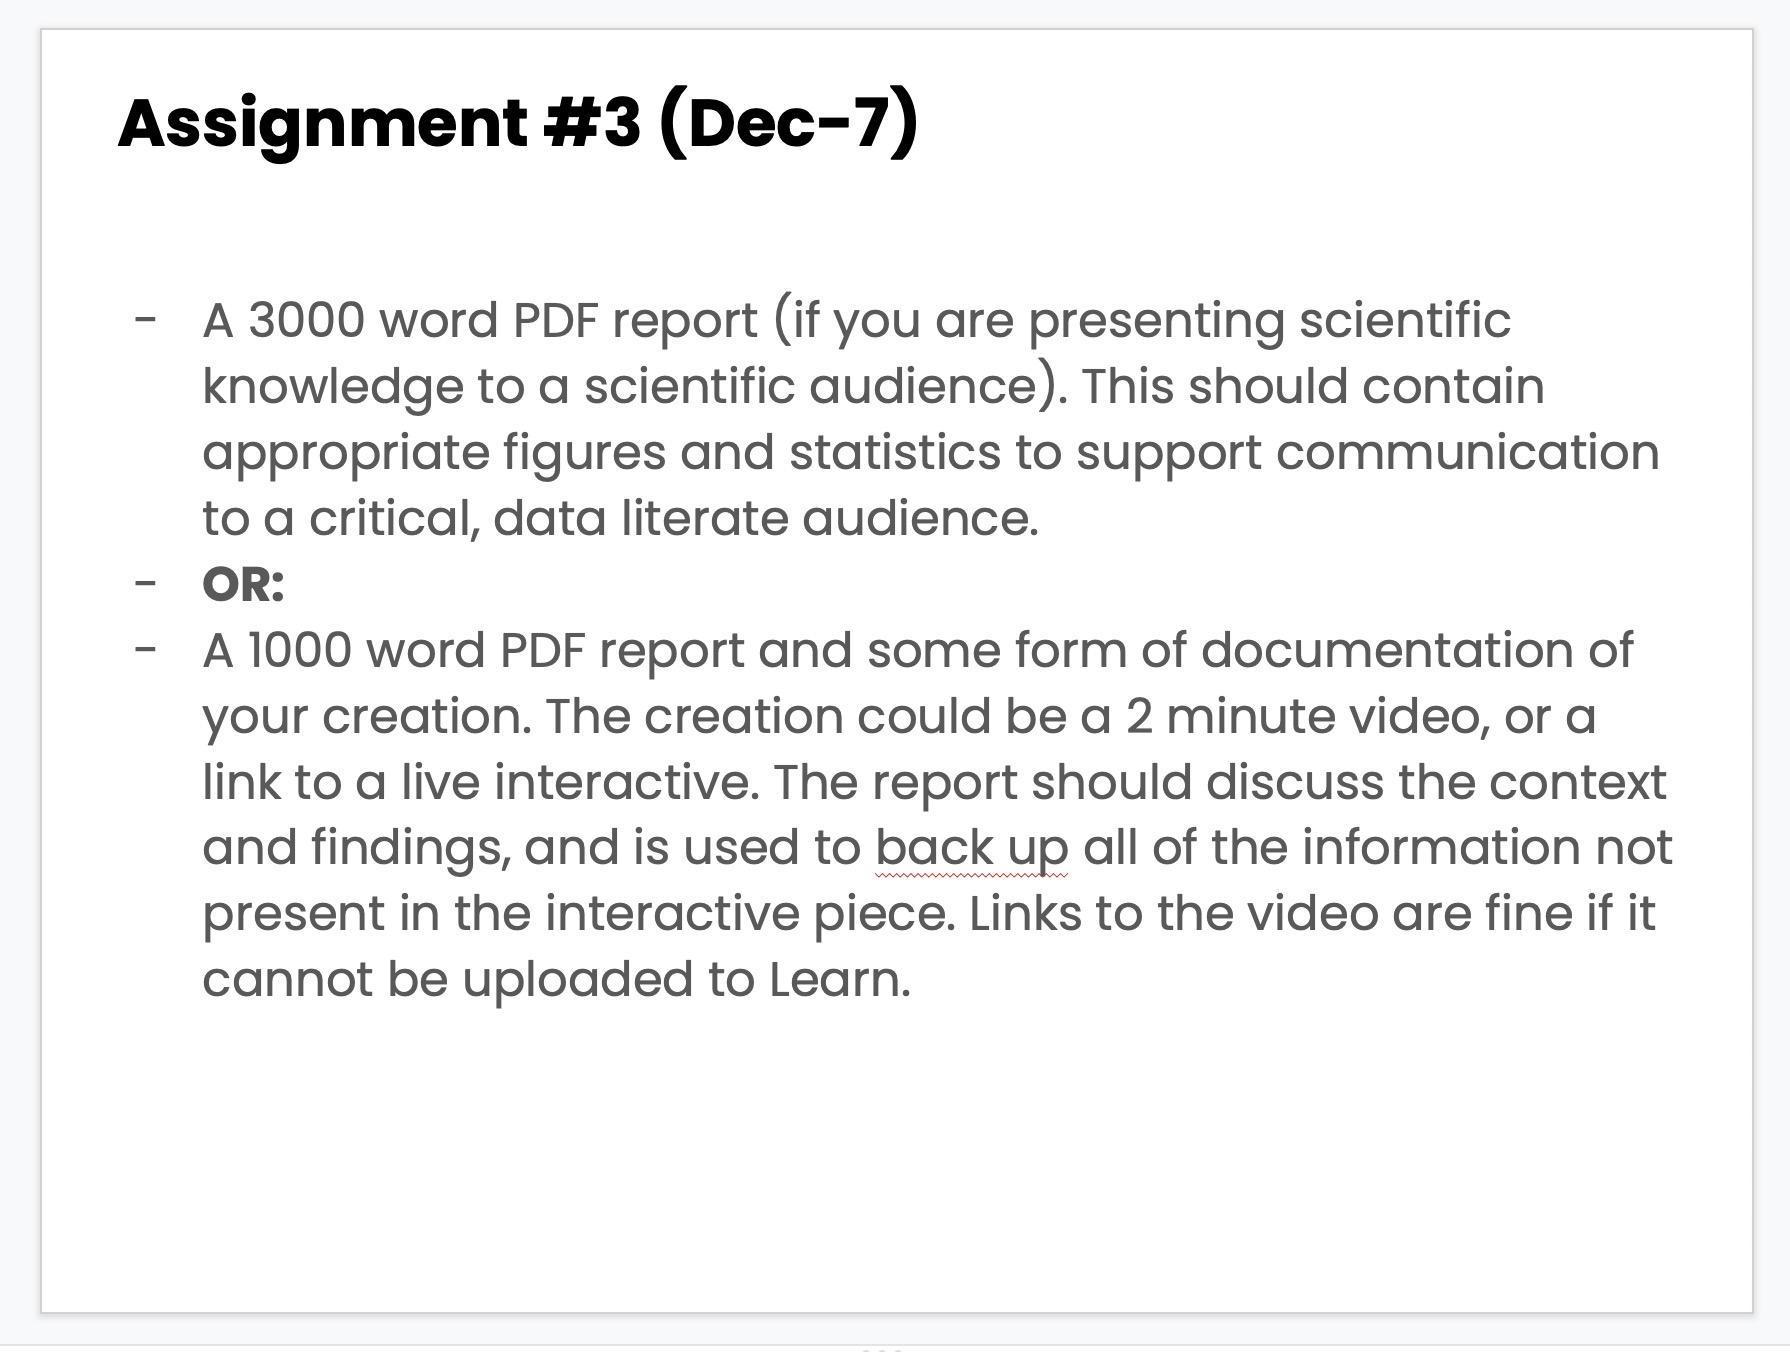 Assignment #3 (Dec-7)
- A 3000 word PDF report (if you are presenting scientific
knowledge to a scientific audience). This should contain
appropriate figures and statistics to support communication
to a critical, data literate audience.
- OR:
- A 1000 word PDF report and some form of documentation of
your creation. The creation could be a 2 minute video, or a
link to a live interactive. The report should discuss the context
and findings, and is used to back up all of the information not
present in the interactive piece. Links to the video are fine if it
cannot be uploaded to Learn.